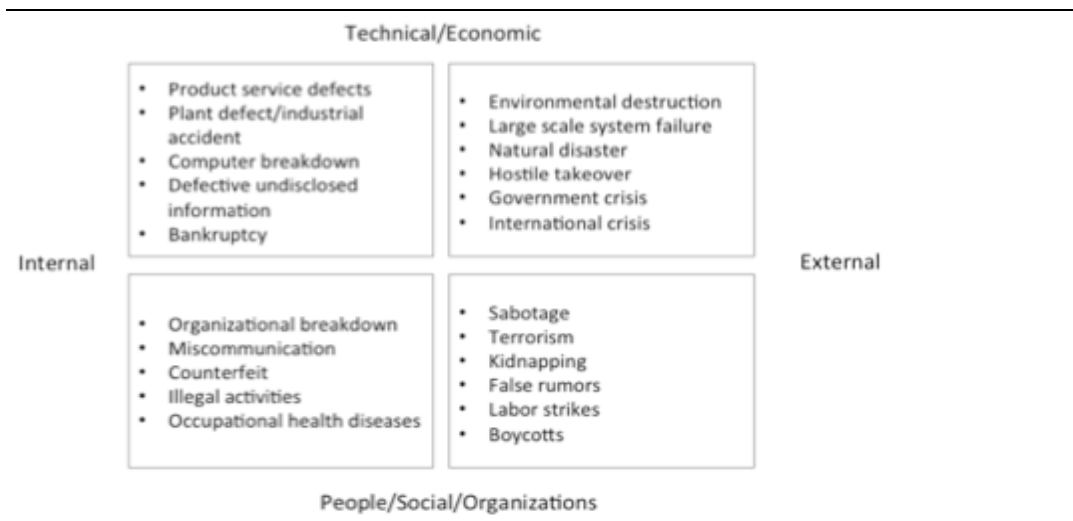 Technical/Economic
• Product service defects
• Plant defect/industrial
accident
• Computer breakdown
• Defective undisclosed
information
• Bankruptcy
• Environmental destruction
• Large scale system failure
• Natural disaster
• Hostile takeover
• Government crisis
• International crisis
Internal
External
• Organizational breakdown
• Miscommunication
• Counterfeit
• Illegal activities
• Occupational health diseases
• Sabotage
• Terrorism
• Kidnapping
• False rumors
• Labor strikes
• Boycotts
People/Social/Organizations